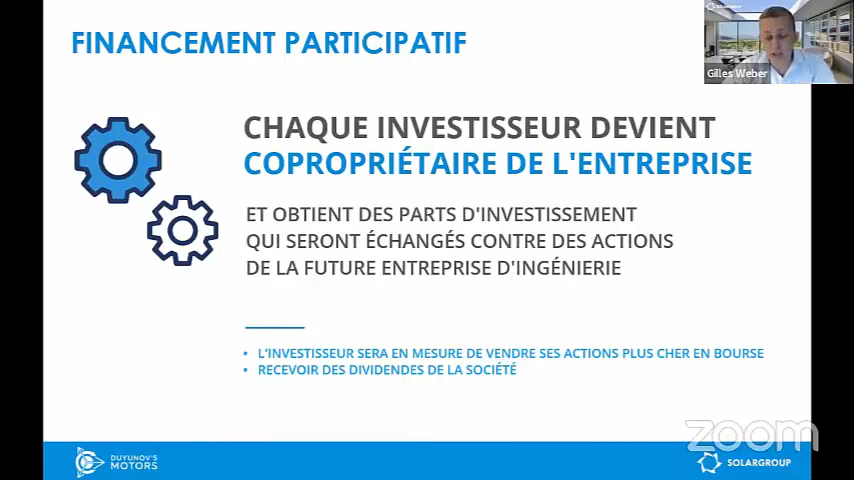 FINANCEMENT PARTICIPATIF
SOLARGROUP
Gilles Weber
CHAQUE INVESTISSEUR DEVIENT
COPROPRIÉTAIRE DE L'ENTREPRISE
ET OBTIENT DES PARTS D'INVESTISSEMENT
QUI SERONT ÉCHANGÉS CONTRE DES ACTIONS
DE LA FUTURE ENTREPRISE D'INGÉNIERIE
• L'INVESTISSEUR SERA EN MESURE DE VENDRE SES ACTIONS PLUS CHER EN BOURSE
• RECEVOIR DES DIVIDENDES DE LA SOCIÉTÉ
zoom
DUYUNOV'S
MOTORS
SOLARGROUP